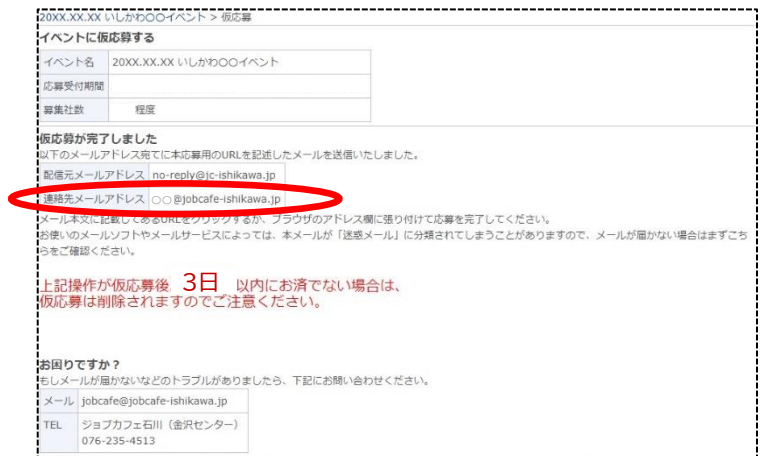 20XX.XX.XX いしかわ〇〇イベント > 仮応募
イベントに仮応募する
イベント名 20XX.XX.XX いしかわ〇〇イベント
応募受付期間
募集社数 程度
仮応募が完了しました
以下のメールアドレス宛てに本応募用のURLを記述したメールを送信いたしました。
配信元メールアドレス no-reply@jc-ishikawa.jp
連絡先メールアドレス 〇〇@jobcafe-ishikawa.jp
メール本文に記載してあるURLをクリックするか、ブラウザのアドレス欄に張り付けて応募を完了してください。
お使いのメールソフトやメールサービスによっては、本メールが「迷惑メール」に分類されてしまうことがありますので、メールが届かない場合はまずこち
らをご確認ください。
上記操作が仮応募後 3日 以内にお済でない場合は、
仮応募は削除されますのでご注意ください。
お困りですか？
もしメールが届かないなどのトラブルがありましたら、下記にお問い合わせください。
メール jobcafe@jobcafe-ishikawa.jp
TEL ジョブカフェ石川（金沢センター）
076-235-4513